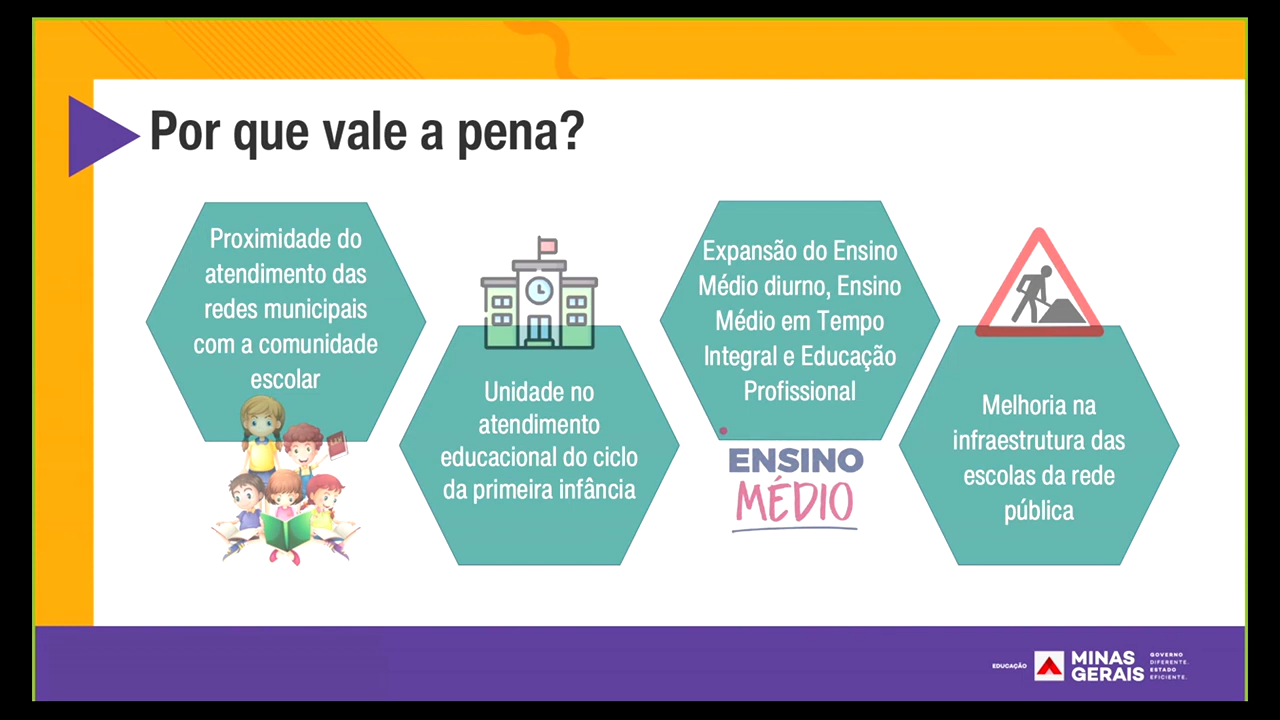 Por que vale a pena?
Proximidade do
atendimento das
redes municipais
com a comunidade
escolar
Unidade no
atendimento
educacional do ciclo
da primeira infância
Expansão do Ensino
Médio diurno, Ensino
Médio em Tempo
Integral e Educação
Profissional
ENSINO
MÉDIO
Melhoria na
infraestrutura das
escolas da rede
pública
EDUCAÇÃO
MINAS
GERAIS
GOVERNO
DIFERENTE.
ESTADO
EFICIENTE.